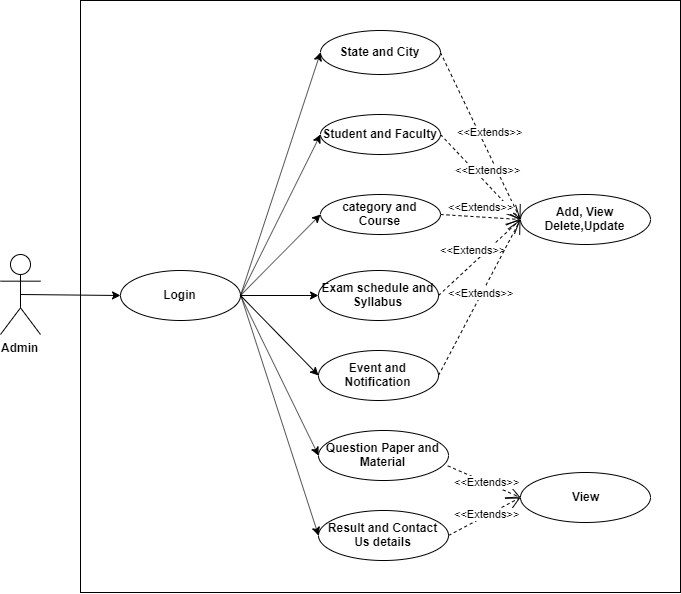 State and City
Student and Faculty
<<Extends>>
<<Extends>>
category and
Course
<<Extends>>
Add, View
Delete,Update
<<Extends>>
Login
Exam schedule and
Syllabus
<<Extends>>
Admin
Event and
Notification
Question Paper and
Material
<<Extends>>
View
<<Extends>>
Result and Contact
Us details